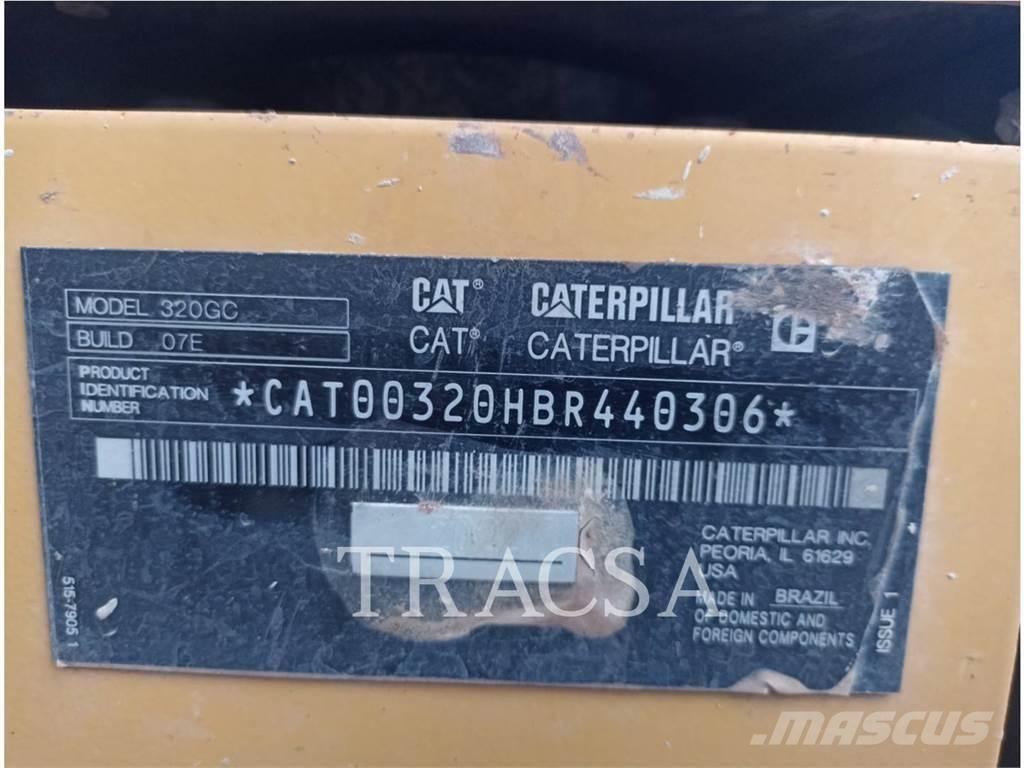 MODEL 320GC
BUILD 07E
CAT® CATERPILLAR
CAT® CATERPILLAR®
PRODUCT
IDENTIFICATION
NUMBER
*CAT00320HBR440306*
CATERPILLAR INC.
PEORIA, IL 61629
USA
MADE IN BRAZIL
OF DOMESTIC AND
FOREIGN COMPONENTS
515-7905 1
ISSUE 1
TRACSA
MASCUS